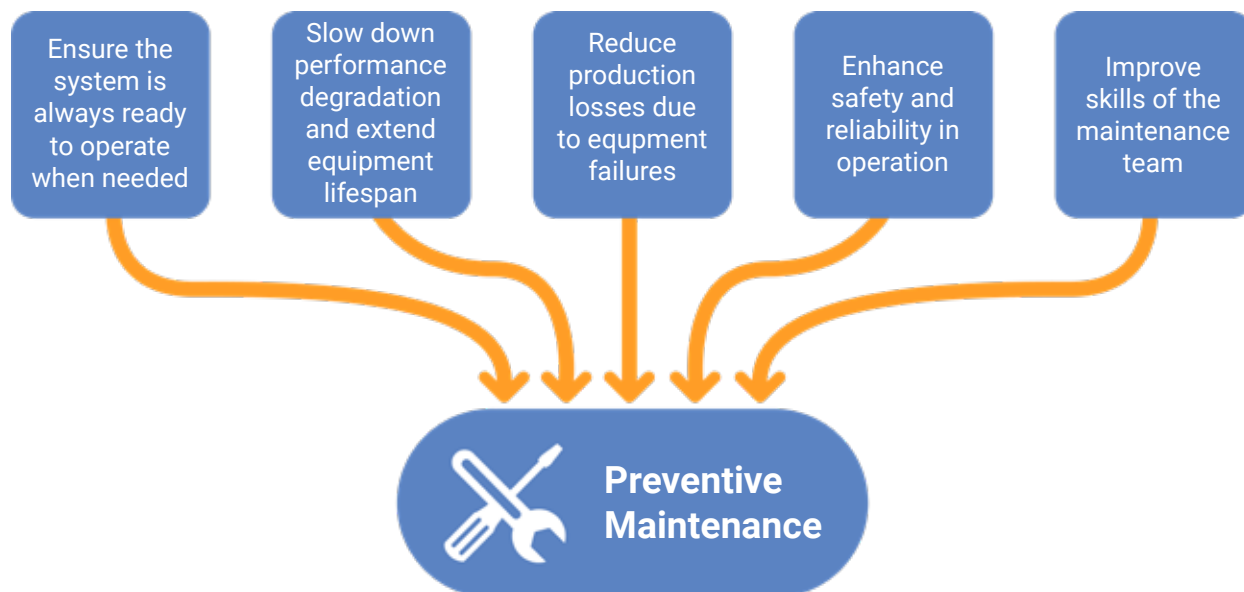 Ensure the
system is
always ready
to operate
when needed
Slow down
performance
degradation
and extend
equipment
lifespan
Reduce
production
losses due
to equpment
failures
Enhance
safety and
reliability in
operation
Improve
skills of the
maintenance
team
Preventive
Maintenance